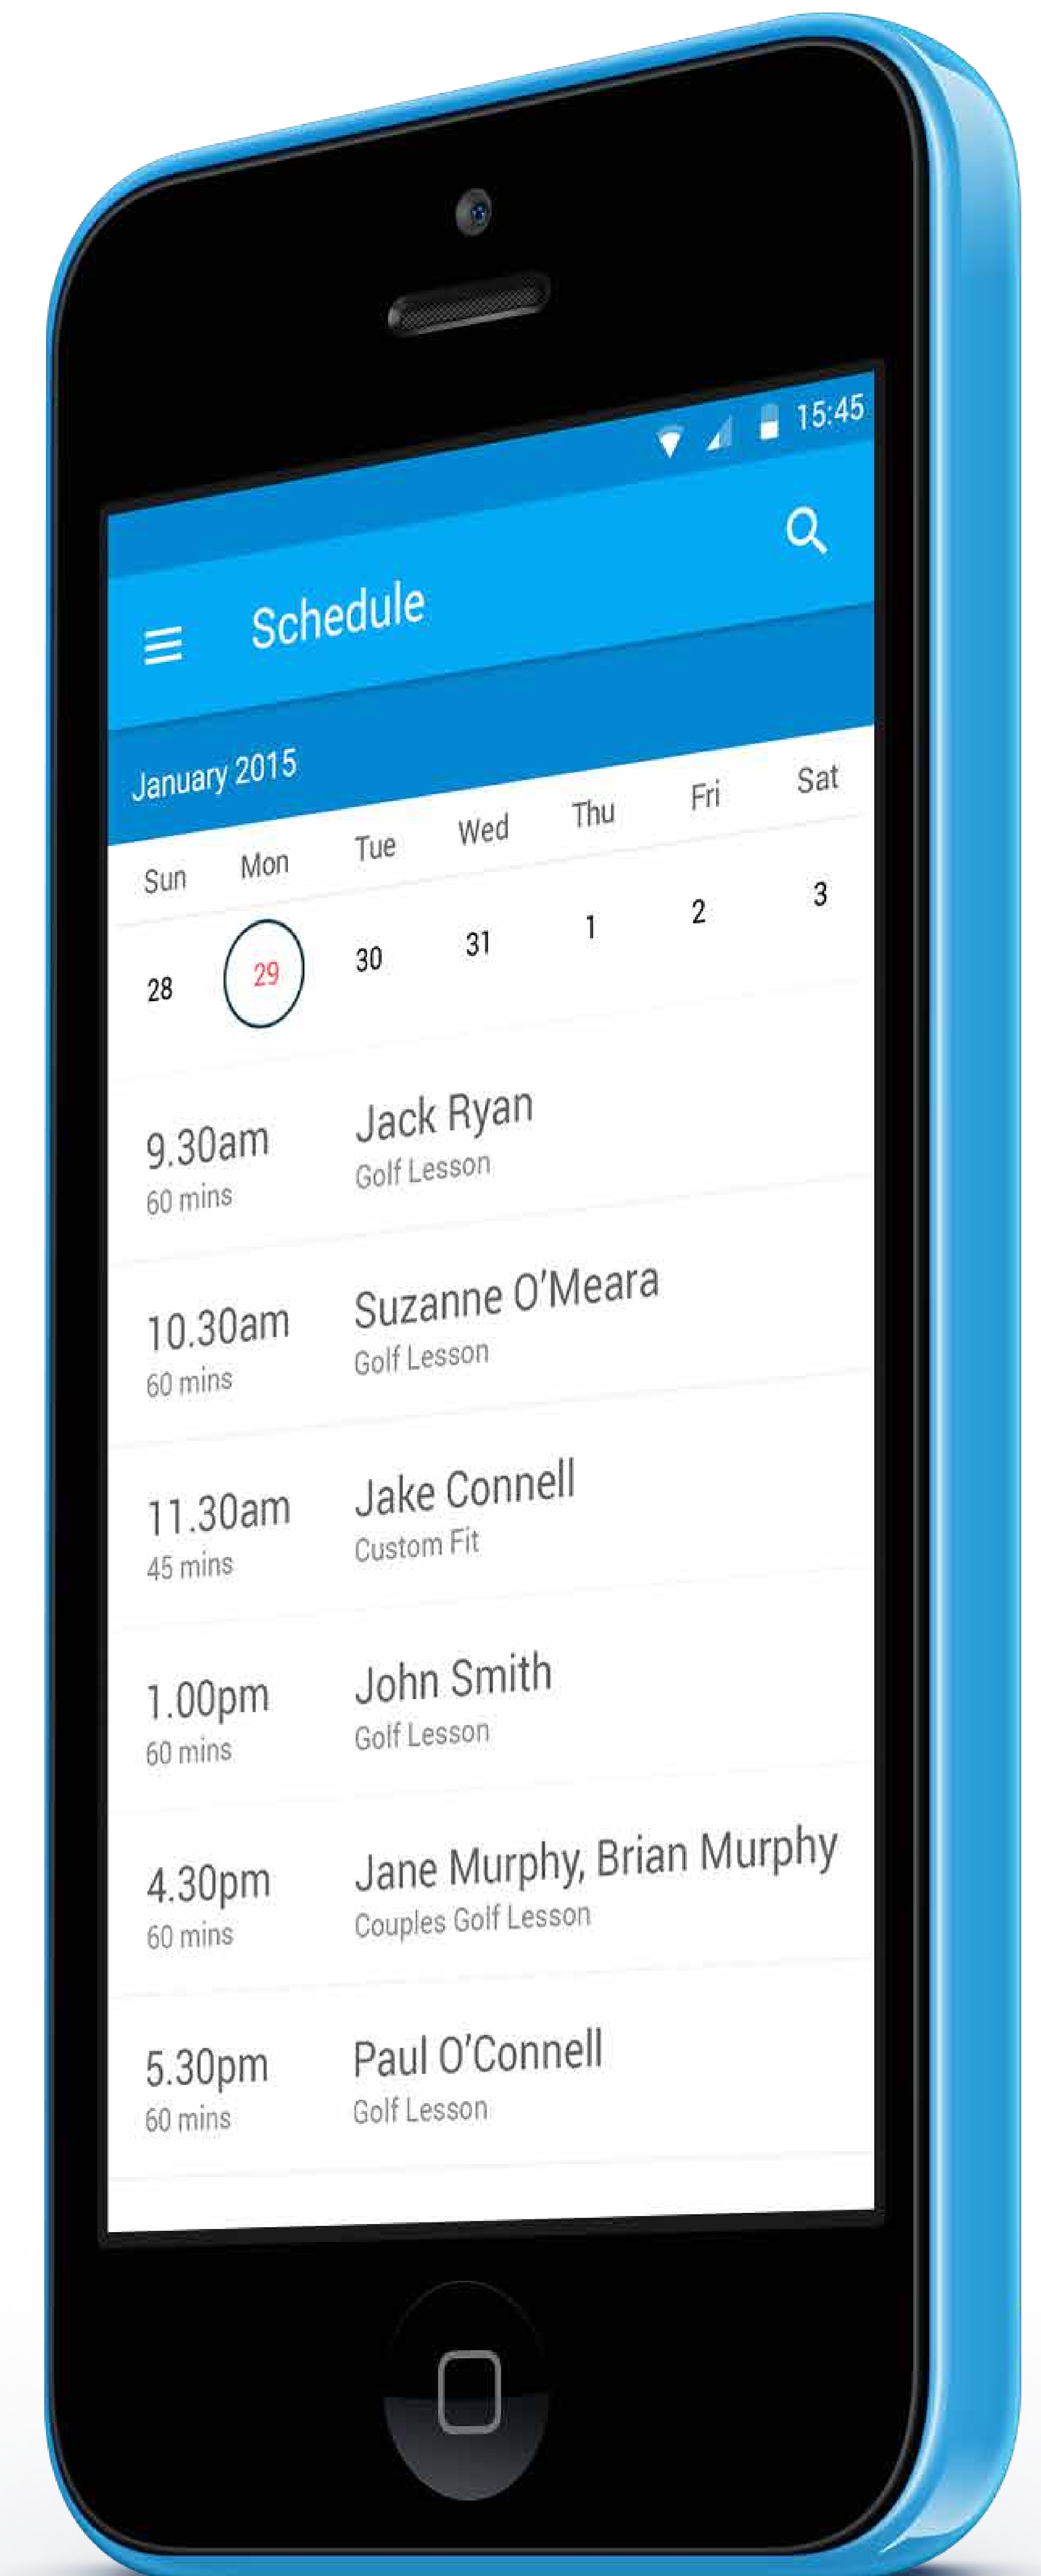 15:45
Schedule
January 2015
Sun Mon Tue Wed Thu Fri Sat
28 29 30 31 1 2 3
9.30am Jack Ryan
60 mins Golf Lesson
10.30am Suzanne O'Meara
60 mins Golf Lesson
11.30am Jake Connell
45 mins Custom Fit
1.00pm John Smith
60 mins Golf Lesson
4.30pm Jane Murphy, Brian Murphy
60 mins Couples Golf Lesson
5.30pm Paul O'Connell
60 mins Golf Lesson